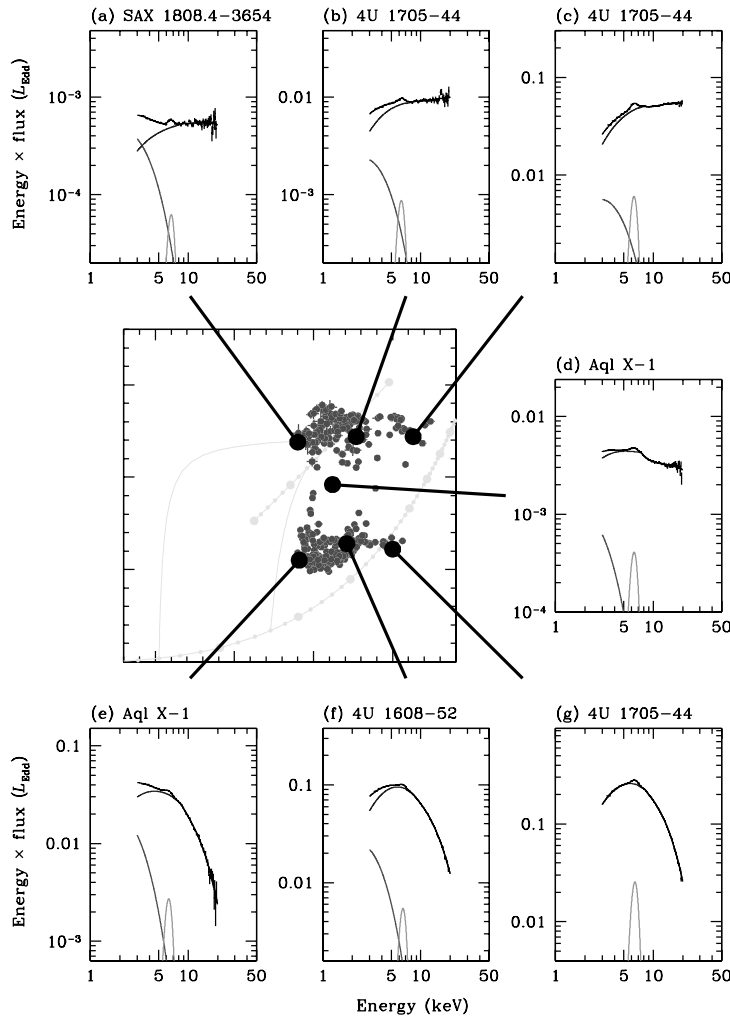 (a) SAX 1808.4−3654
(b) 4U 1705−44
(c) 4U 1705−44
Energy × flux (L_Edd)
10⁻³
10⁻⁴
1 5 10 50
0.01
10⁻³
1 5 10 50
0.1
0.01
1 5 10 50
(d) Aql X−1
0.01
10⁻³
10⁻⁴
1 5 10 50
(e) Aql X−1
(f) 4U 1608−52
(g) 4U 1705−44
Energy × flux (L_Edd)
0.1
0.01
10⁻³
1 5 10 50
0.1
0.01
1 5 10 50
0.1
0.01
1 5 10 50
Energy (keV)